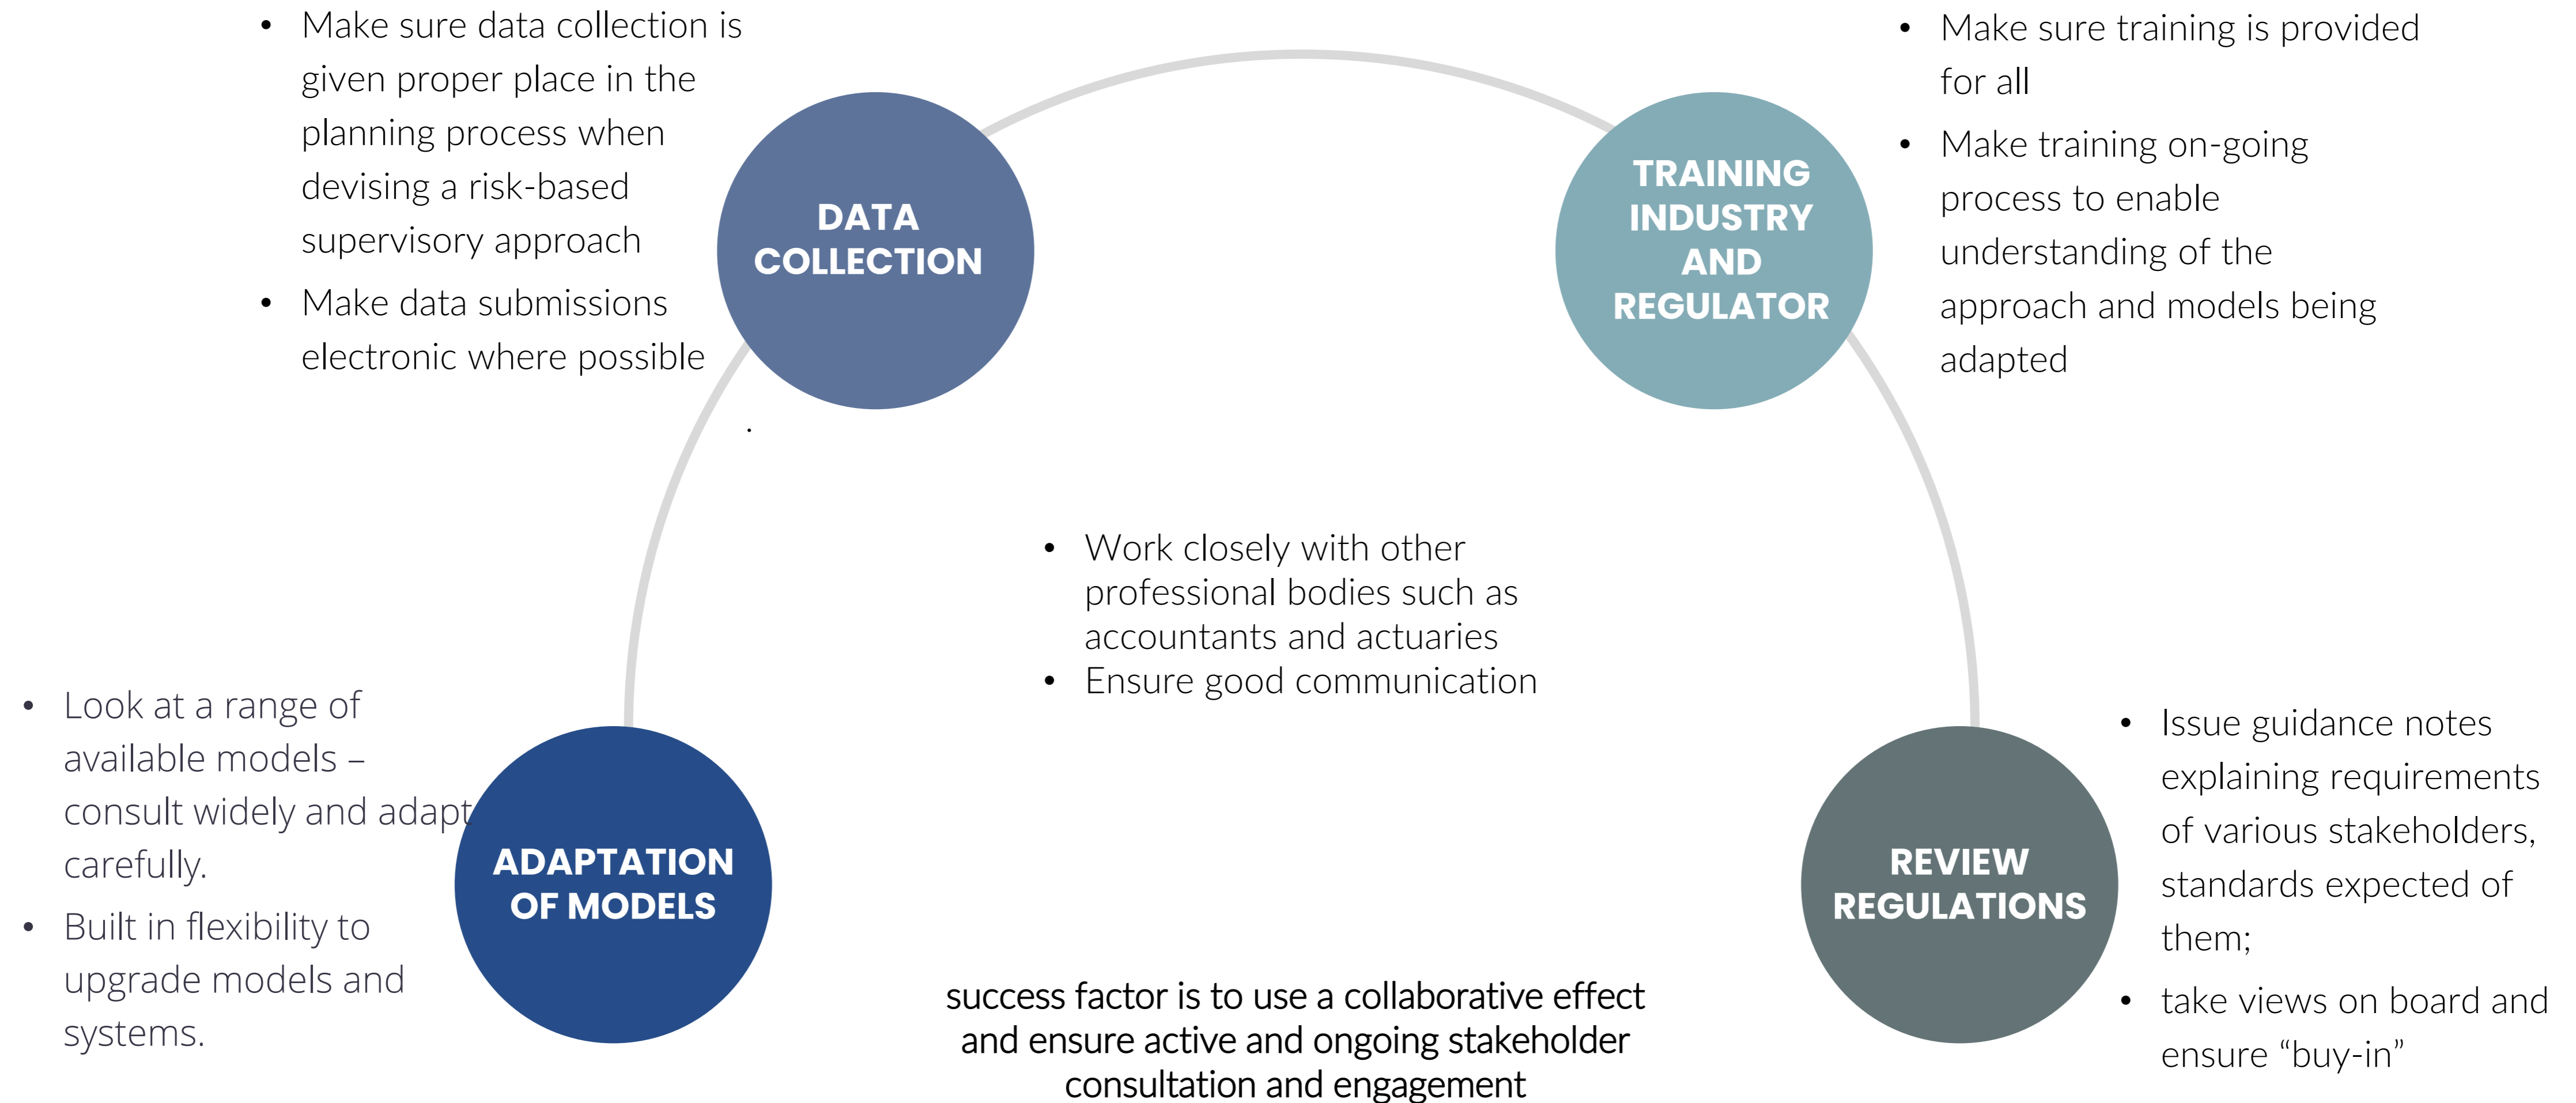 • Make sure data collection is
given proper place in the
planning process when
devising a risk-based
supervisory approach
• Make data submissions
electronic where possible
.
DATA
COLLECTION
TRAINING
INDUSTRY
AND
REGULATOR
• Make sure training is provided
for all
• Make training on-going
process to enable
understanding of the
approach and models being
adapted
• Work closely with other
professional bodies such as
accountants and actuaries
• Ensure good communication
• Look at a range of
available models –
consult widely and adapt
carefully.
• Built in flexibility to
upgrade models and
systems.
ADAPTATION
OF MODELS
REVIEW
REGULATIONS
• Issue guidance notes
explaining requirements
of various stakeholders,
standards expected of
them;
• take views on board and
ensure “buy-in”
success factor is to use a collaborative effect
and ensure active and ongoing stakeholder
consultation and engagement